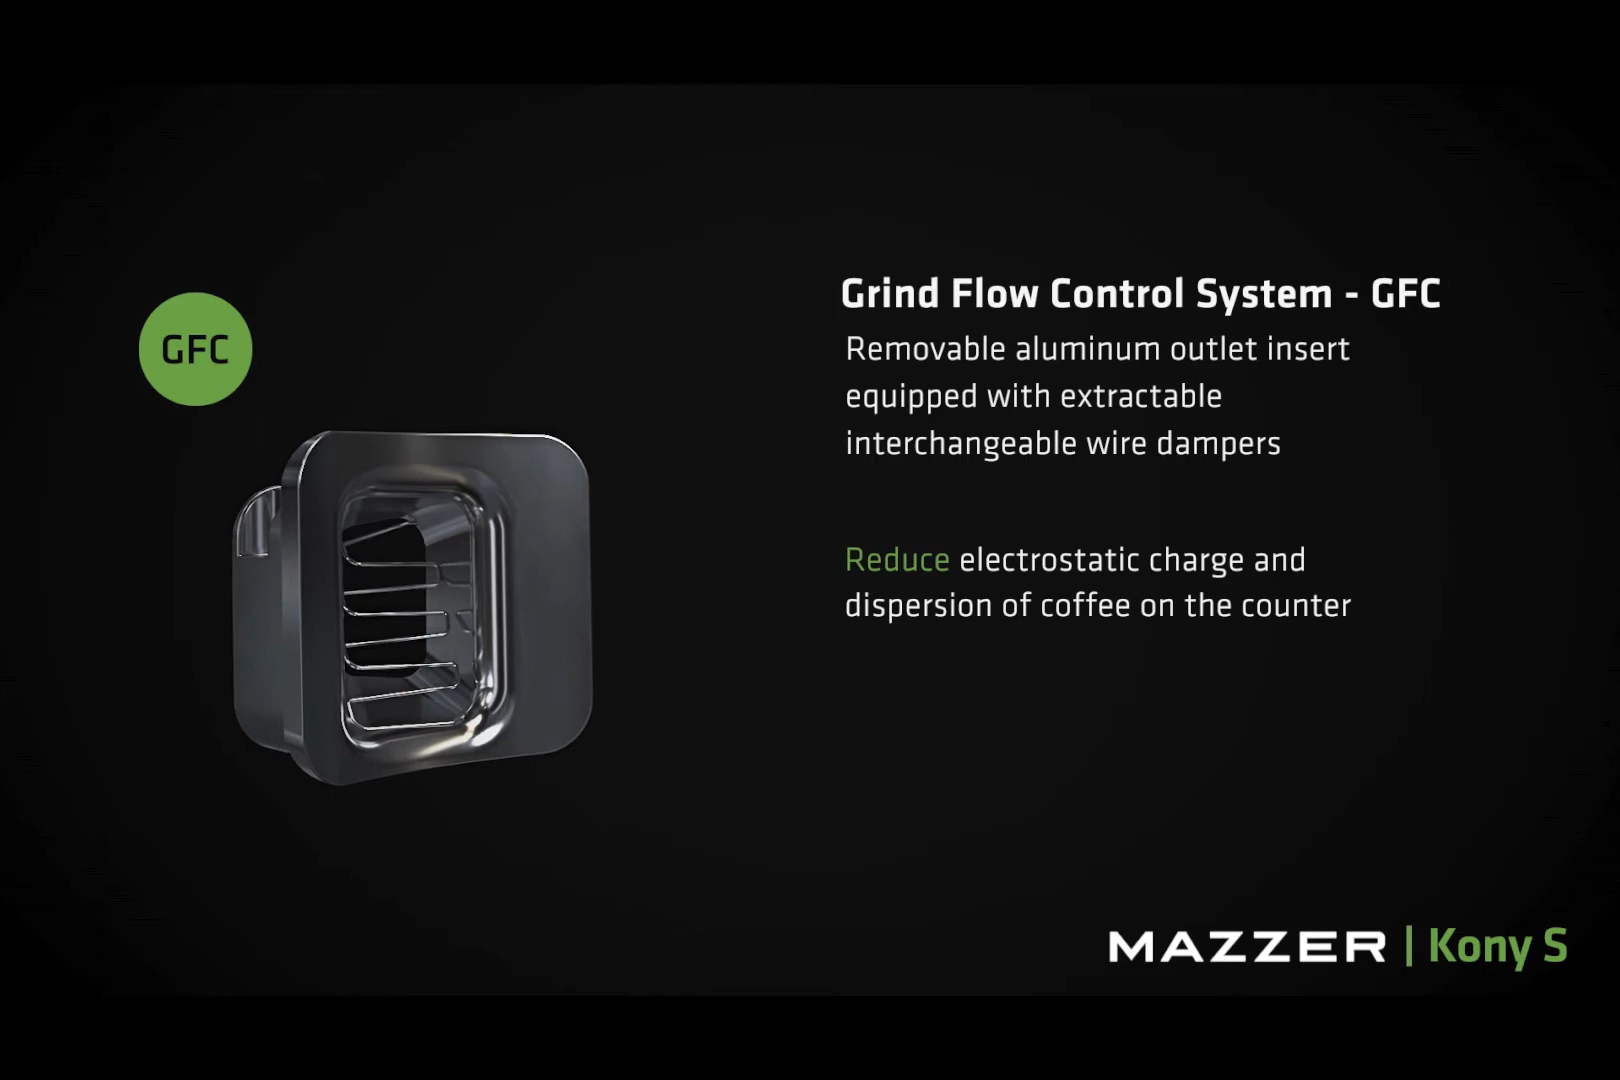 GFC
Grind Flow Control System - GFC
Removable aluminum outlet insert
equipped with extractable
interchangeable wire dampers
Reduce electrostatic charge and
dispersion of coffee on the counter
MAZZER | Kony S